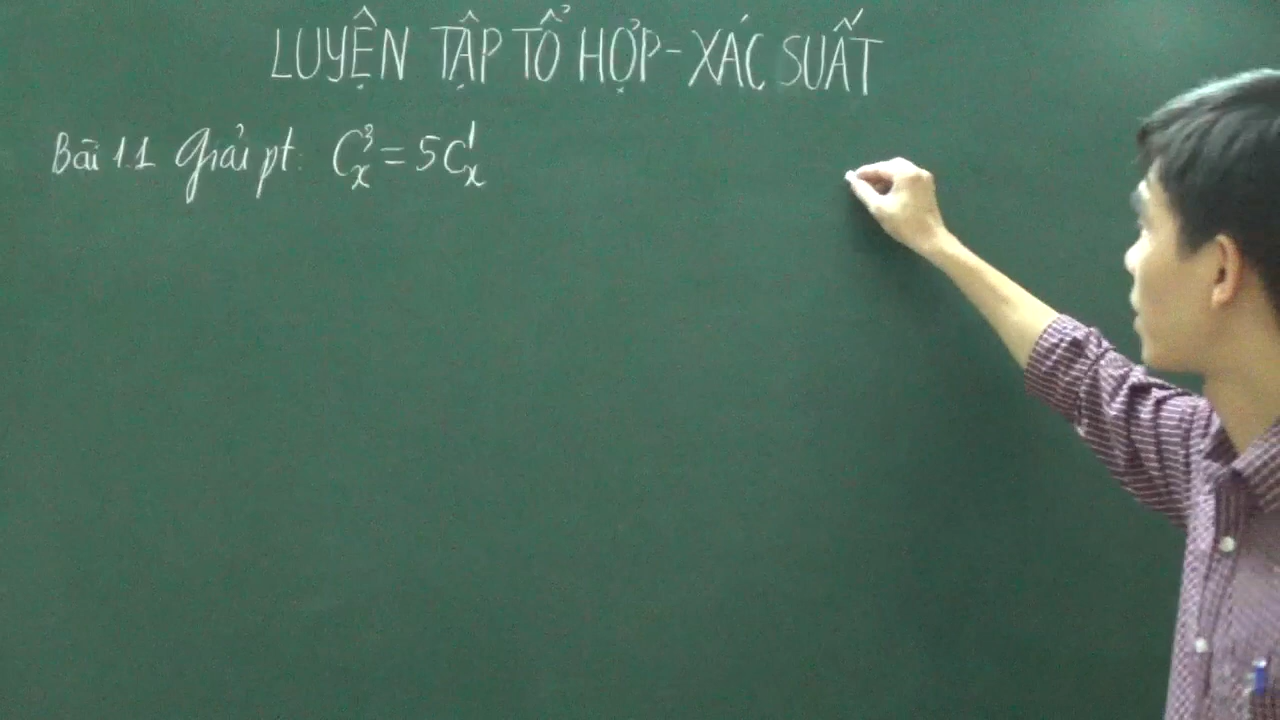 LUYỆN TẬP TỔ HỢP - XÁC SUẤT
Bài 1.1 Giải pt: C³ₓ = 5C¹ₓ